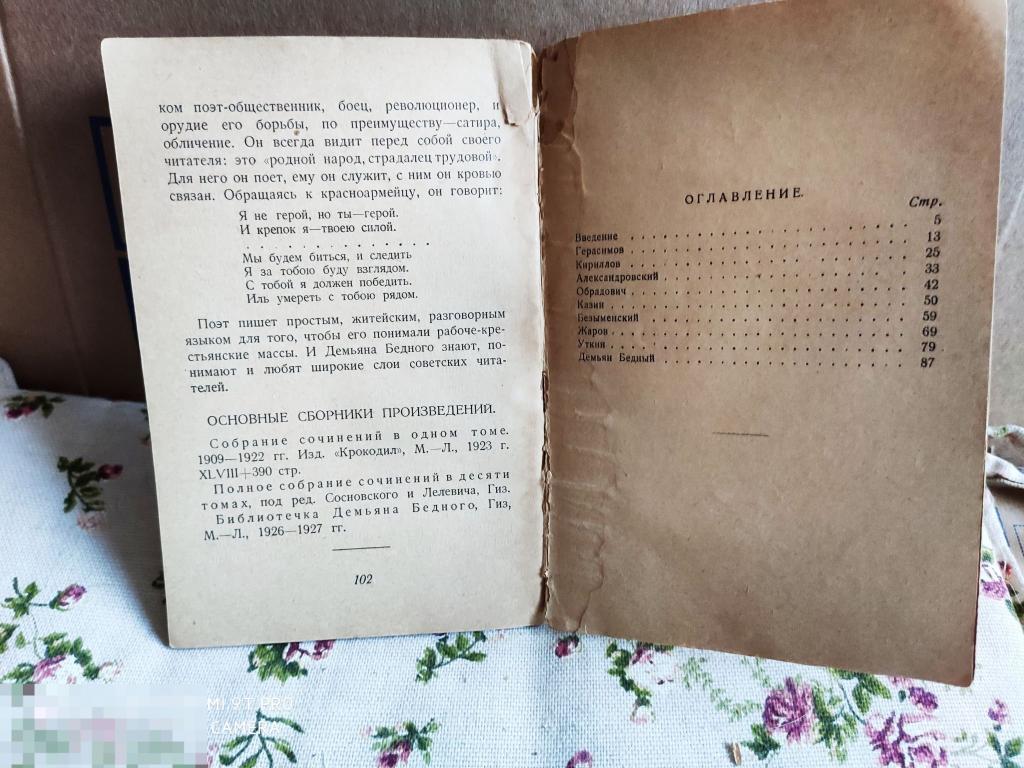 ком поэт-общественник, боец, революционер, и
орудие его борьбы, по преимуществу—сатира,
обличение. Он всегда видит перед собой своего
читателя: это «родной народ, страдалец трудовой».
Для него он поет, ему он служит, с ним он кровью
связан. Обращаясь к красноармейцу, он говорит:
Я не герой, но ты—герой.
И крепок я—твоею силой.
. . . . . . . . . . . . . .
Мы будем биться, и следить
Я за тобою буду взглядом.
С тобой я должен победить.
Иль умереть с тобою рядом.
Поэт пишет простым, житейским, разговорным
языком для того, чтобы его понимали рабоче-кре-
стьянские массы. И Демьяна Бедного знают, по-
нимают и любят широкие слои советских чита-
телей.
ОСНОВНЫЕ СБОРНИКИ ПРОИЗВЕДЕНИЙ.
Собрание сочинений в одном томе.
1909—1922 гг. Изд. «Крокодил», М.—Л., 1923 г.
XLVIII+390 стр.
Полное собрание сочинений в десяти
томах, под ред. Сосновского и Лелевича, Гиз.
Библиотечка Демьяна Бедного, Гиз,
М.—Л., 1926—1927 гг.
102
ОГЛАВЛЕНИЕ.
Стр.
Введение . . . . . . . . . . . . . . . . 5
Герасимов . . . . . . . . . . . . . . . . 13
Кириллов . . . . . . . . . . . . . . . . 25
Александровский . . . . . . . . . . . . . 33
Обрадович . . . . . . . . . . . . . . . . 42
Казин . . . . . . . . . . . . . . . . 50
Безыменский . . . . . . . . . . . . . . . 59
Жаров . . . . . . . . . . . . . . . . 69
Уткин . . . . . . . . . . . . . . . . 79
Демьян Бедный . . . . . . . . . . . . . . 87
MI 9T PRO
CAMERA